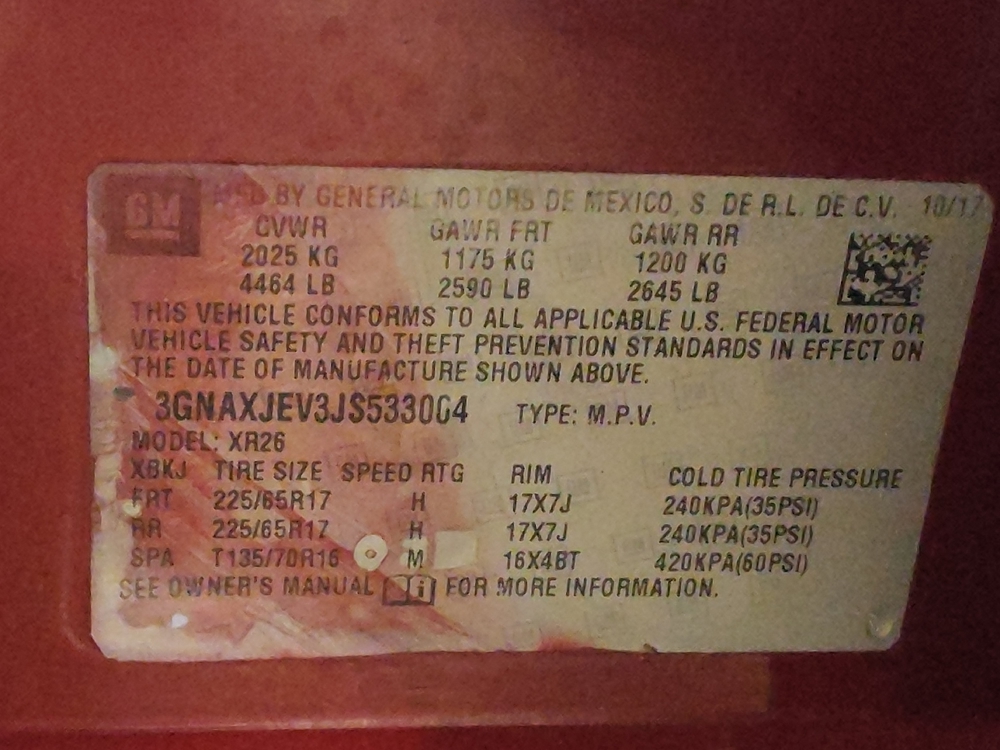 GM
MFD BY GENERAL MOTORS DE MEXICO, S. DE R.L. DE C.V. 10/17
GVWR GAWR FRT GAWR RR
2025 KG 1175 KG 1200 KG
4464 LB 2590 LB 2645 LB
THIS VEHICLE CONFORMS TO ALL APPLICABLE U.S. FEDERAL MOTOR
VEHICLE SAFETY AND THEFT PREVENTION STANDARDS IN EFFECT ON
THE DATE OF MANUFACTURE SHOWN ABOVE.
3GNAXJEV3JS533004 TYPE: M.P.V.
MODEL: XR26
XBKJ TIRE SIZE SPEED RTG RIM COLD TIRE PRESSURE
FRT 225/65R17 H 17X7J 240KPA(35PSI)
RR 225/65R17 H 17X7J 240KPA(35PSI)
SPA T135/70R16 M 16X4BT 420KPA(60PSI)
SEE OWNER'S MANUAL i FOR MORE INFORMATION.